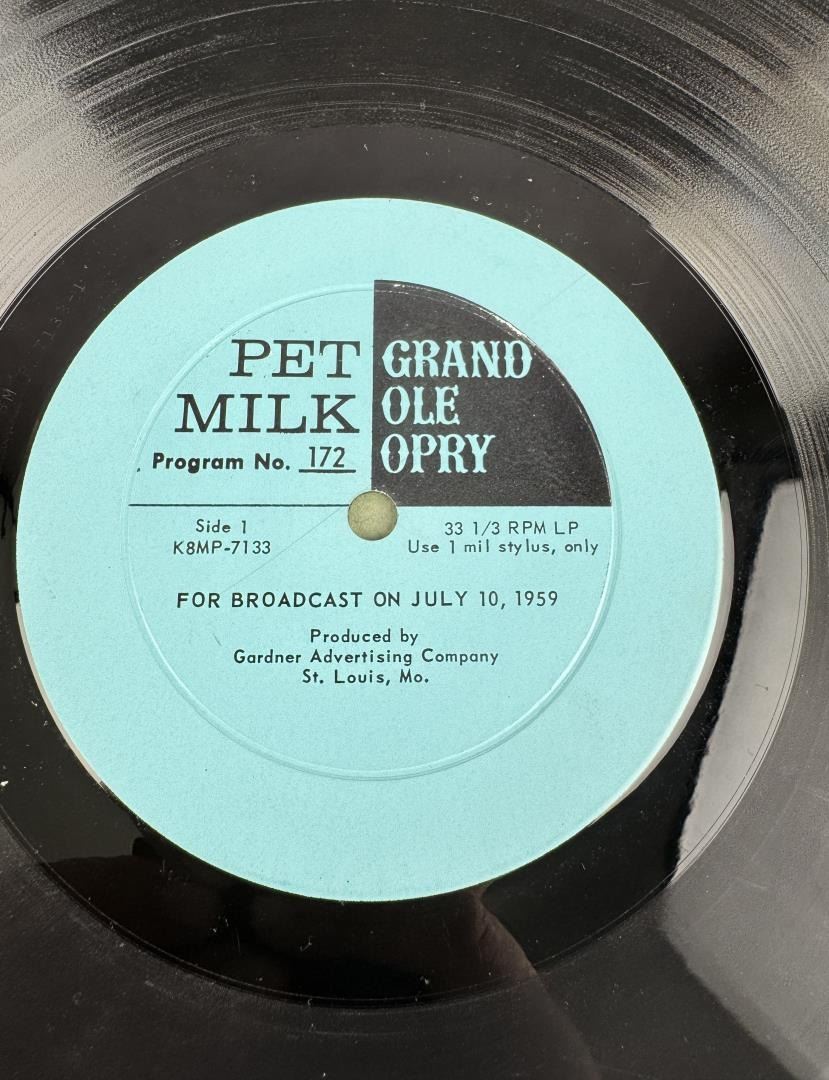 PET
MILK
Program No. 172
GRAND
OLE
OPRY
Side 1
K8MP-7133
33 1/3 RPM LP
Use 1 mil stylus, only
FOR BROADCAST ON JULY 10, 1959
Produced by
Gardner Advertising Company
St. Louis, Mo.